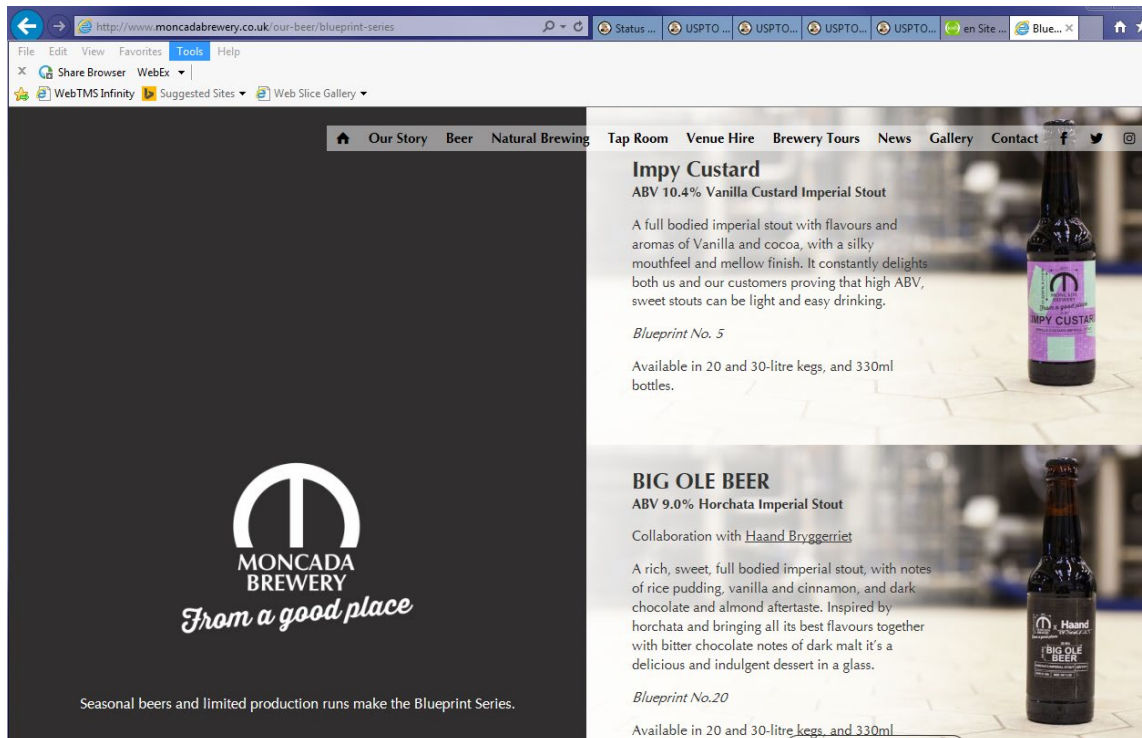 http://www.moncadabrewery.co.uk/our-beer/blueprint-series
Status ...
USPTO...
USPTO...
USPTO...
USPTO...
en Site ...
Blue...
File Edit View Favorites Tools Help
Share Browser WebEx
WebTMS Infinity Suggested Sites Web Slice Gallery
Our Story Beer Natural Brewing Tap Room Venue Hire Brewery Tours News Gallery Contact
Impy Custard
ABV 10.4% Vanilla Custard Imperial Stout
A full bodied imperial stout with flavours and
aromas of Vanilla and cocoa, with a silky
mouthfeel and mellow finish. It constantly delights
both us and our customers proving that high ABV,
sweet stouts can be light and easy drinking.
Blueprint No. 5
Available in 20 and 30-litre kegs, and 330ml
bottles.
MONCADA
BREWERY
From a good place
IMPY CUSTARD
MONCADA
BREWERY
From a good place
Seasonal beers and limited production runs make the Blueprint Series.
BIG OLE BEER
ABV 9.0% Horchata Imperial Stout
Collaboration with Haand Bryggerriet
A rich, sweet, full bodied imperial stout, with notes
of rice pudding, vanilla and cinnamon, and dark
chocolate and almond aftertaste. Inspired by
horchata and bringing all its best flavours together
with bitter chocolate notes of dark malt it's a
delicious and indulgent dessert in a glass.
Blueprint No.20
Available in 20 and 30-litre kegs, and 330ml
x Haand
BIG OLE
BEER